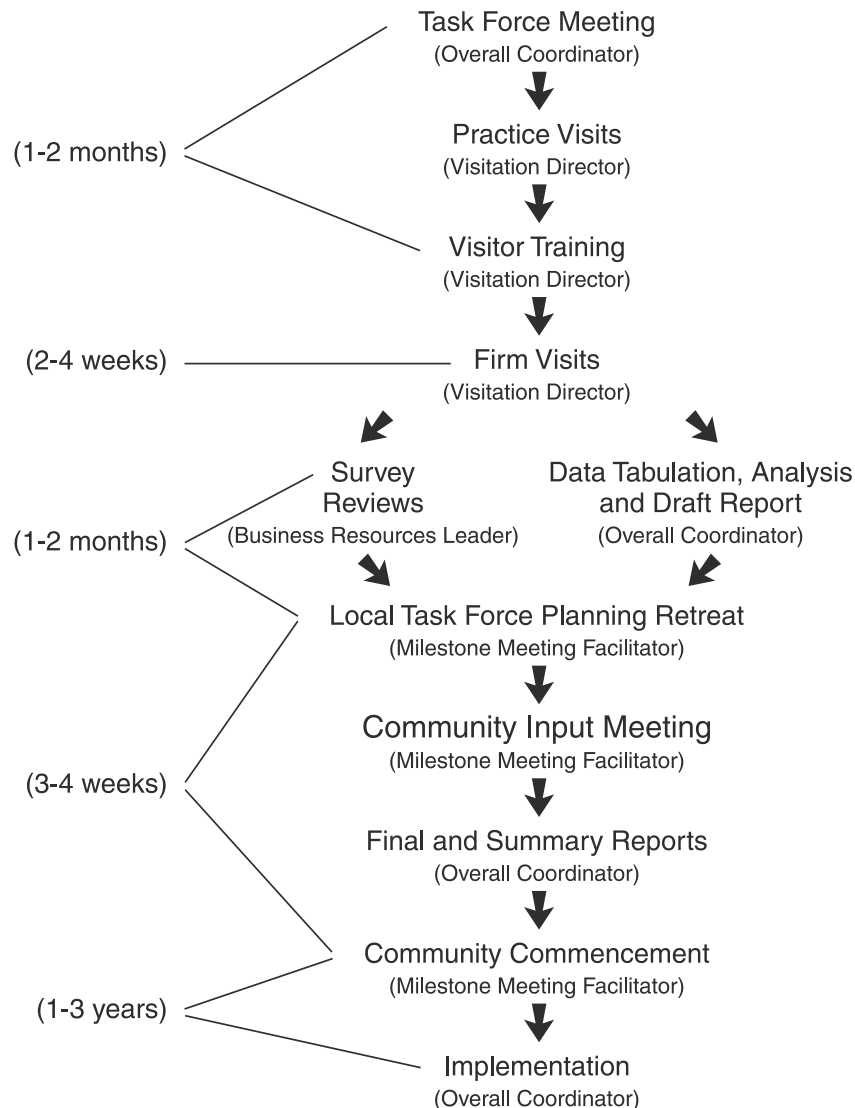 Task Force Meeting
(Overall Coordinator)
(1-2 months)
Practice Visits
(Visitation Director)
Visitor Training
(Visitation Director)
(2-4 weeks)
Firm Visits
(Visitation Director)
Survey
Reviews
(Business Resources Leader)
Data Tabulation, Analysis
and Draft Report
(Overall Coordinator)
(1-2 months)
Local Task Force Planning Retreat
(Milestone Meeting Facilitator)
Community Input Meeting
(Milestone Meeting Facilitator)
(3-4 weeks)
Final and Summary Reports
(Overall Coordinator)
Community Commencement
(Milestone Meeting Facilitator)
(1-3 years)
Implementation
(Overall Coordinator)